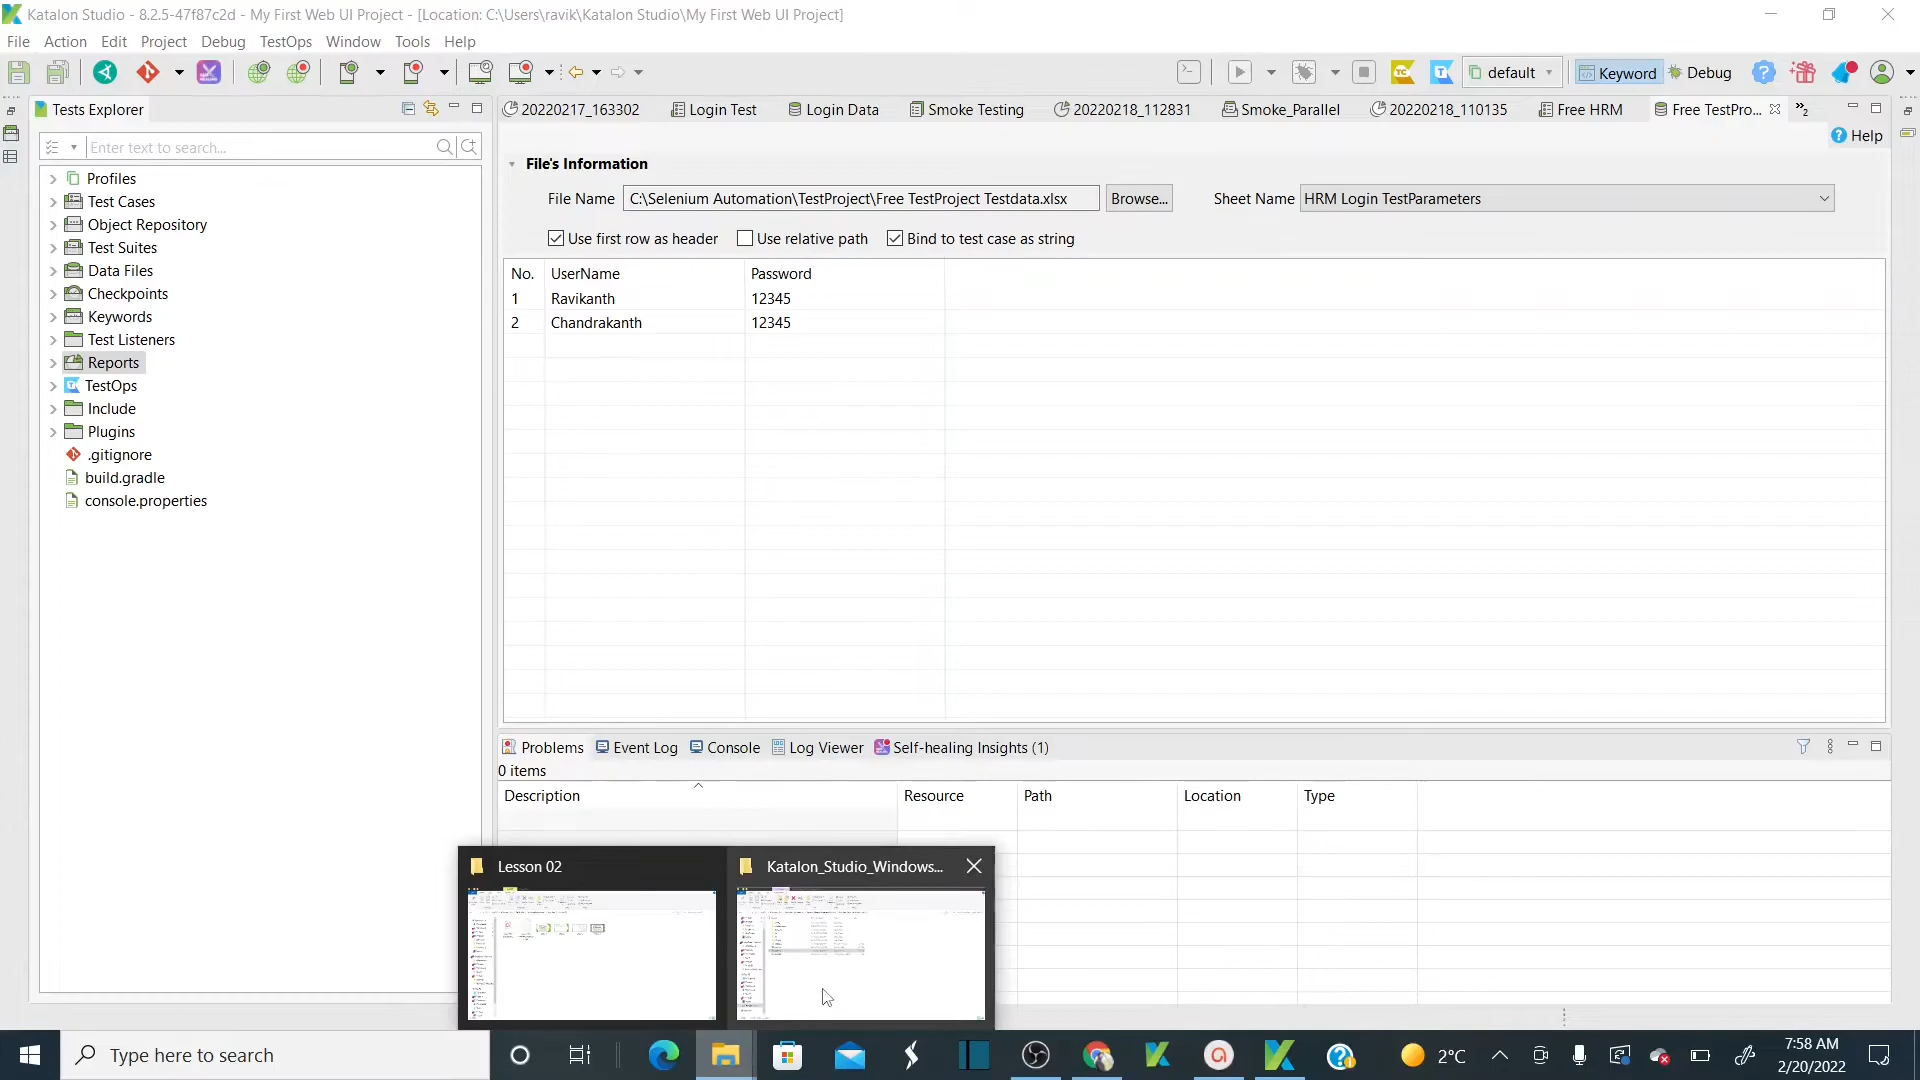 Katalon Studio - 8.2.5-47f87c2d - My First Web UI Project - [Location: C:\Users\ravik\Katalon Studio\My First Web UI Project]
File Action Edit Project Debug TestOps Window Tools Help
default Keyword Debug
Tests Explorer
20220217_163302 Login Test Login Data Smoke Testing 20220218_112831 Smoke_Parallel 20220218_110135 Free HRM Free TestPro... »2
Help
Enter text to search...
File's Information
Profiles
Test Cases
Object Repository
Test Suites
Data Files
Checkpoints
Keywords
Test Listeners
Reports
TestOps
Include
Plugins
.gitignore
build.gradle
console.properties
File Name C:\Selenium Automation\TestProject\Free TestProject Testdata.xlsx Browse... Sheet Name HRM Login TestParameters
Use first row as header Use relative path Bind to test case as string
No. UserName Password
1 Ravikanth 12345
2 Chandrakanth 12345
Problems Event Log Console Log Viewer Self-healing Insights (1)
0 items
Description Resource Path Location Type
Lesson 02 Katalon_Studio_Windows...
Type here to search
2°C
7:58 AM
2/20/2022